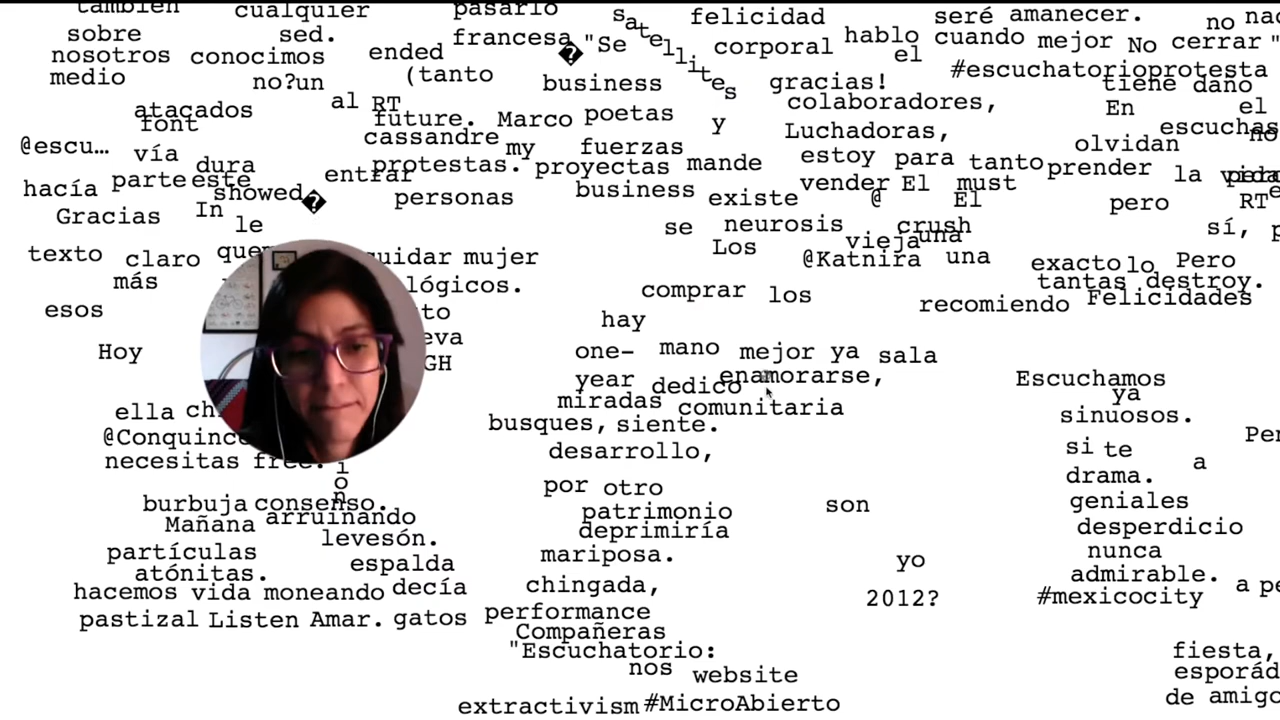 también cualquier pasarlo satellites felicidad seré amanecer. no
sobre sed. francesa "Se hablo cuando mejor No cerrar "
nosotros conocimos ended corporal el
medio no?un (tanto business gracias! #escuchatorioprotesta
al RT colaboradores, tiene daño
atacados future. Marco poetas y En el
font cassandre my fuerzas Luchadoras, escuchas no
@escu… vía olvidan
dura protestas. proyectas mande estoy para tanto prender
parte este entrar vender El must la
hacía showed personas business existe @ El pero RT
Gracias In se neurosis crush
le Los vieja una sí,
texto claro quidar mujer @Katnira una exacto lo Pero
más lógicos. tantas destroy.
comprar los recomiendo Felicidades
esos hay
Hoy one- mano mejor ya sala
GH year dedico enamorarse, Escuchamos
miradas comunitaria ya
ella busques, siente. sinuosos.
@Conquince desarrollo, si te
necesitas free. a
por otro drama.
burbuja consenso. patrimonio son geniales
Mañana arruinando deprimiría desperdicio
levesón.
partículas espalda mariposa. yo nunca
atónitas. admirable.
hacemos vida moneando decía chingada, 2012? #mexicocity a
pastizal Listen Amar. gatos performance
Compañeras
"Escuchatorio: fiesta,
nos website esporád
extractivism #MicroAbierto de amigo